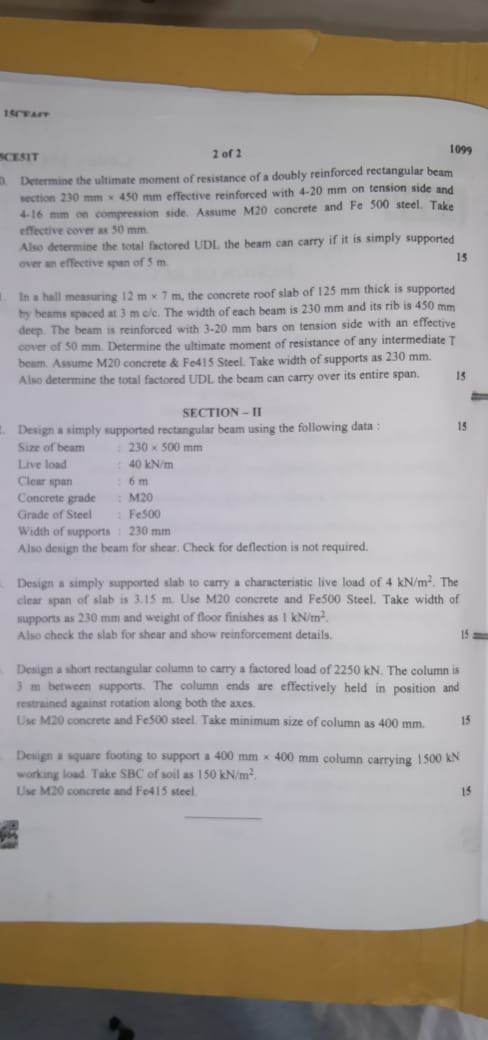 15CE51T
2 of 2
1099
0. Determine the ultimate moment of resistance of a doubly reinforced rectangular beam
section 230 mm × 450 mm effective reinforced with 4-20 mm on tension side and
4-16 mm on compression side. Assume M20 concrete and Fe 500 steel. Take
effective cover as 50 mm.
Also determine the total factored UDL the beam can carry if it is simply supported
over an effective span of 5 m. 15
In a hall measuring 12 m × 7 m, the concrete roof slab of 125 mm thick is supported
by beams spaced at 3 m c/c. The width of each beam is 230 mm and its rib is 450 mm
deep. The beam is reinforced with 3-20 mm bars on tension side with an effective
cover of 50 mm. Determine the ultimate moment of resistance of any intermediate T
beam. Assume M20 concrete & Fe415 Steel. Take width of supports as 230 mm.
Also determine the total factored UDL the beam can carry over its entire span. 15
SECTION – II
Design a simply supported rectangular beam using the following data : 15
Size of beam : 230 × 500 mm
Live load : 40 kN/m
Clear span : 6 m
Concrete grade : M20
Grade of Steel : Fe500
Width of supports : 230 mm
Also design the beam for shear. Check for deflection is not required.
Design a simply supported slab to carry a characteristic live load of 4 kN/m². The
clear span of slab is 3.15 m. Use M20 concrete and Fe500 Steel. Take width of
supports as 230 mm and weight of floor finishes as 1 kN/m².
Also check the slab for shear and show reinforcement details. 15
Design a short rectangular column to carry a factored load of 2250 kN. The column is
3 m between supports. The column ends are effectively held in position and
restrained against rotation along both the axes.
Use M20 concrete and Fe500 steel. Take minimum size of column as 400 mm. 15
Design a square footing to support a 400 mm × 400 mm column carrying 1500 kN
working load. Take SBC of soil as 150 kN/m².
Use M20 concrete and Fe415 steel. 15